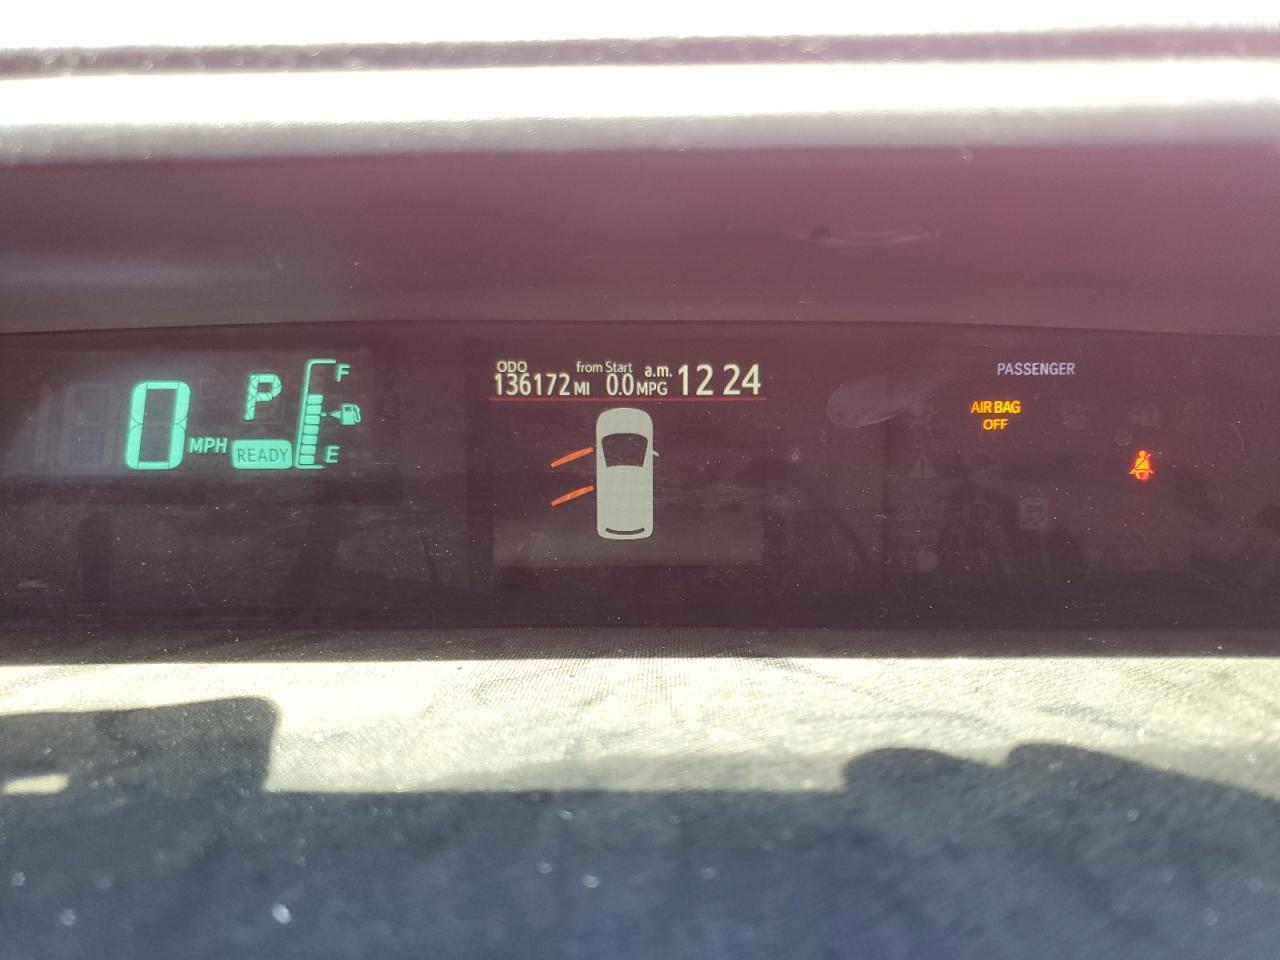 0 MPH
P
READY
F
E
ODO
136172 MI
from Start
0.0 MPG
a.m. 12 24
PASSENGER
AIR BAG
OFF